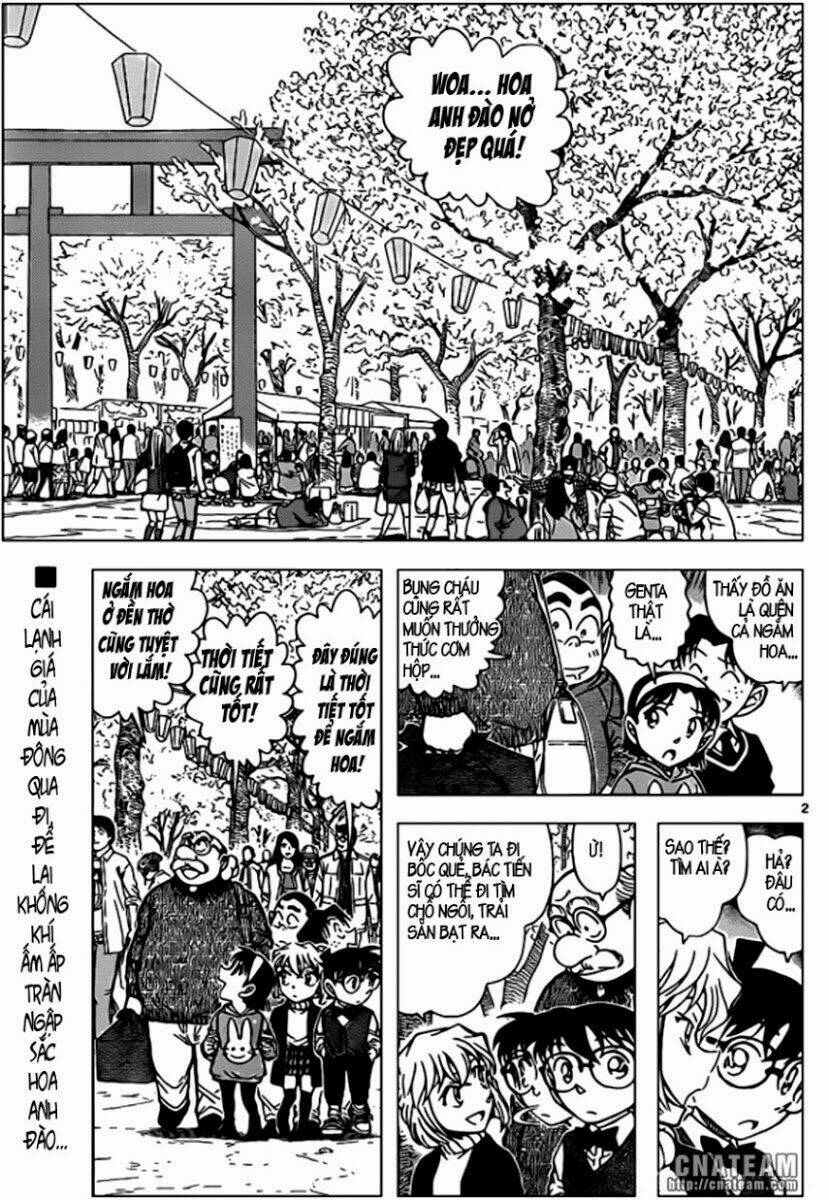 WOA... HOA
ANH ĐÀO NỞ
ĐẸP QUÁ!
THẤY ĐỒ ĂN
LÀ QUÊN
CẢ NGẮM
HOA...
GENTA
THẬT
LÀ...
BỤNG CHÁU
CŨNG RẤT
MUỐN THƯỞNG
THỨC CƠM
HỘP...
ĐÂY ĐÚNG
LÀ THỜI
TIẾT TỐT
ĐỂ NGẮM
HOA!
THỜI TIẾT
CŨNG RẤT
TỐT!
NGẮM HOA
Ở ĐỀN THỜ
CŨNG TUYỆT
VỜI LẮM!
CÁI
LẠNH
GIÁ
CỦA
MÙA
ĐÔNG
QUA
ĐI,
ĐỂ
LẠI
KHÔNG
KHÍ
ẤM ÁP
TRÀN
NGẬP
SẮC
HOA
ANH
ĐÀO...
2
HẢ?
ĐÂU
CÓ...
SAO THẾ?
TÌM AI À?
Ừ!
VẬY CHÚNG TA ĐI
BỐC QUẺ, BÁC TIẾN
SĨ CÓ THỂ ĐI TÌM
CHỖ NGỒI, TRẢI
SẴN BẠT RA...
CNATEAM
http://cnateam.com/